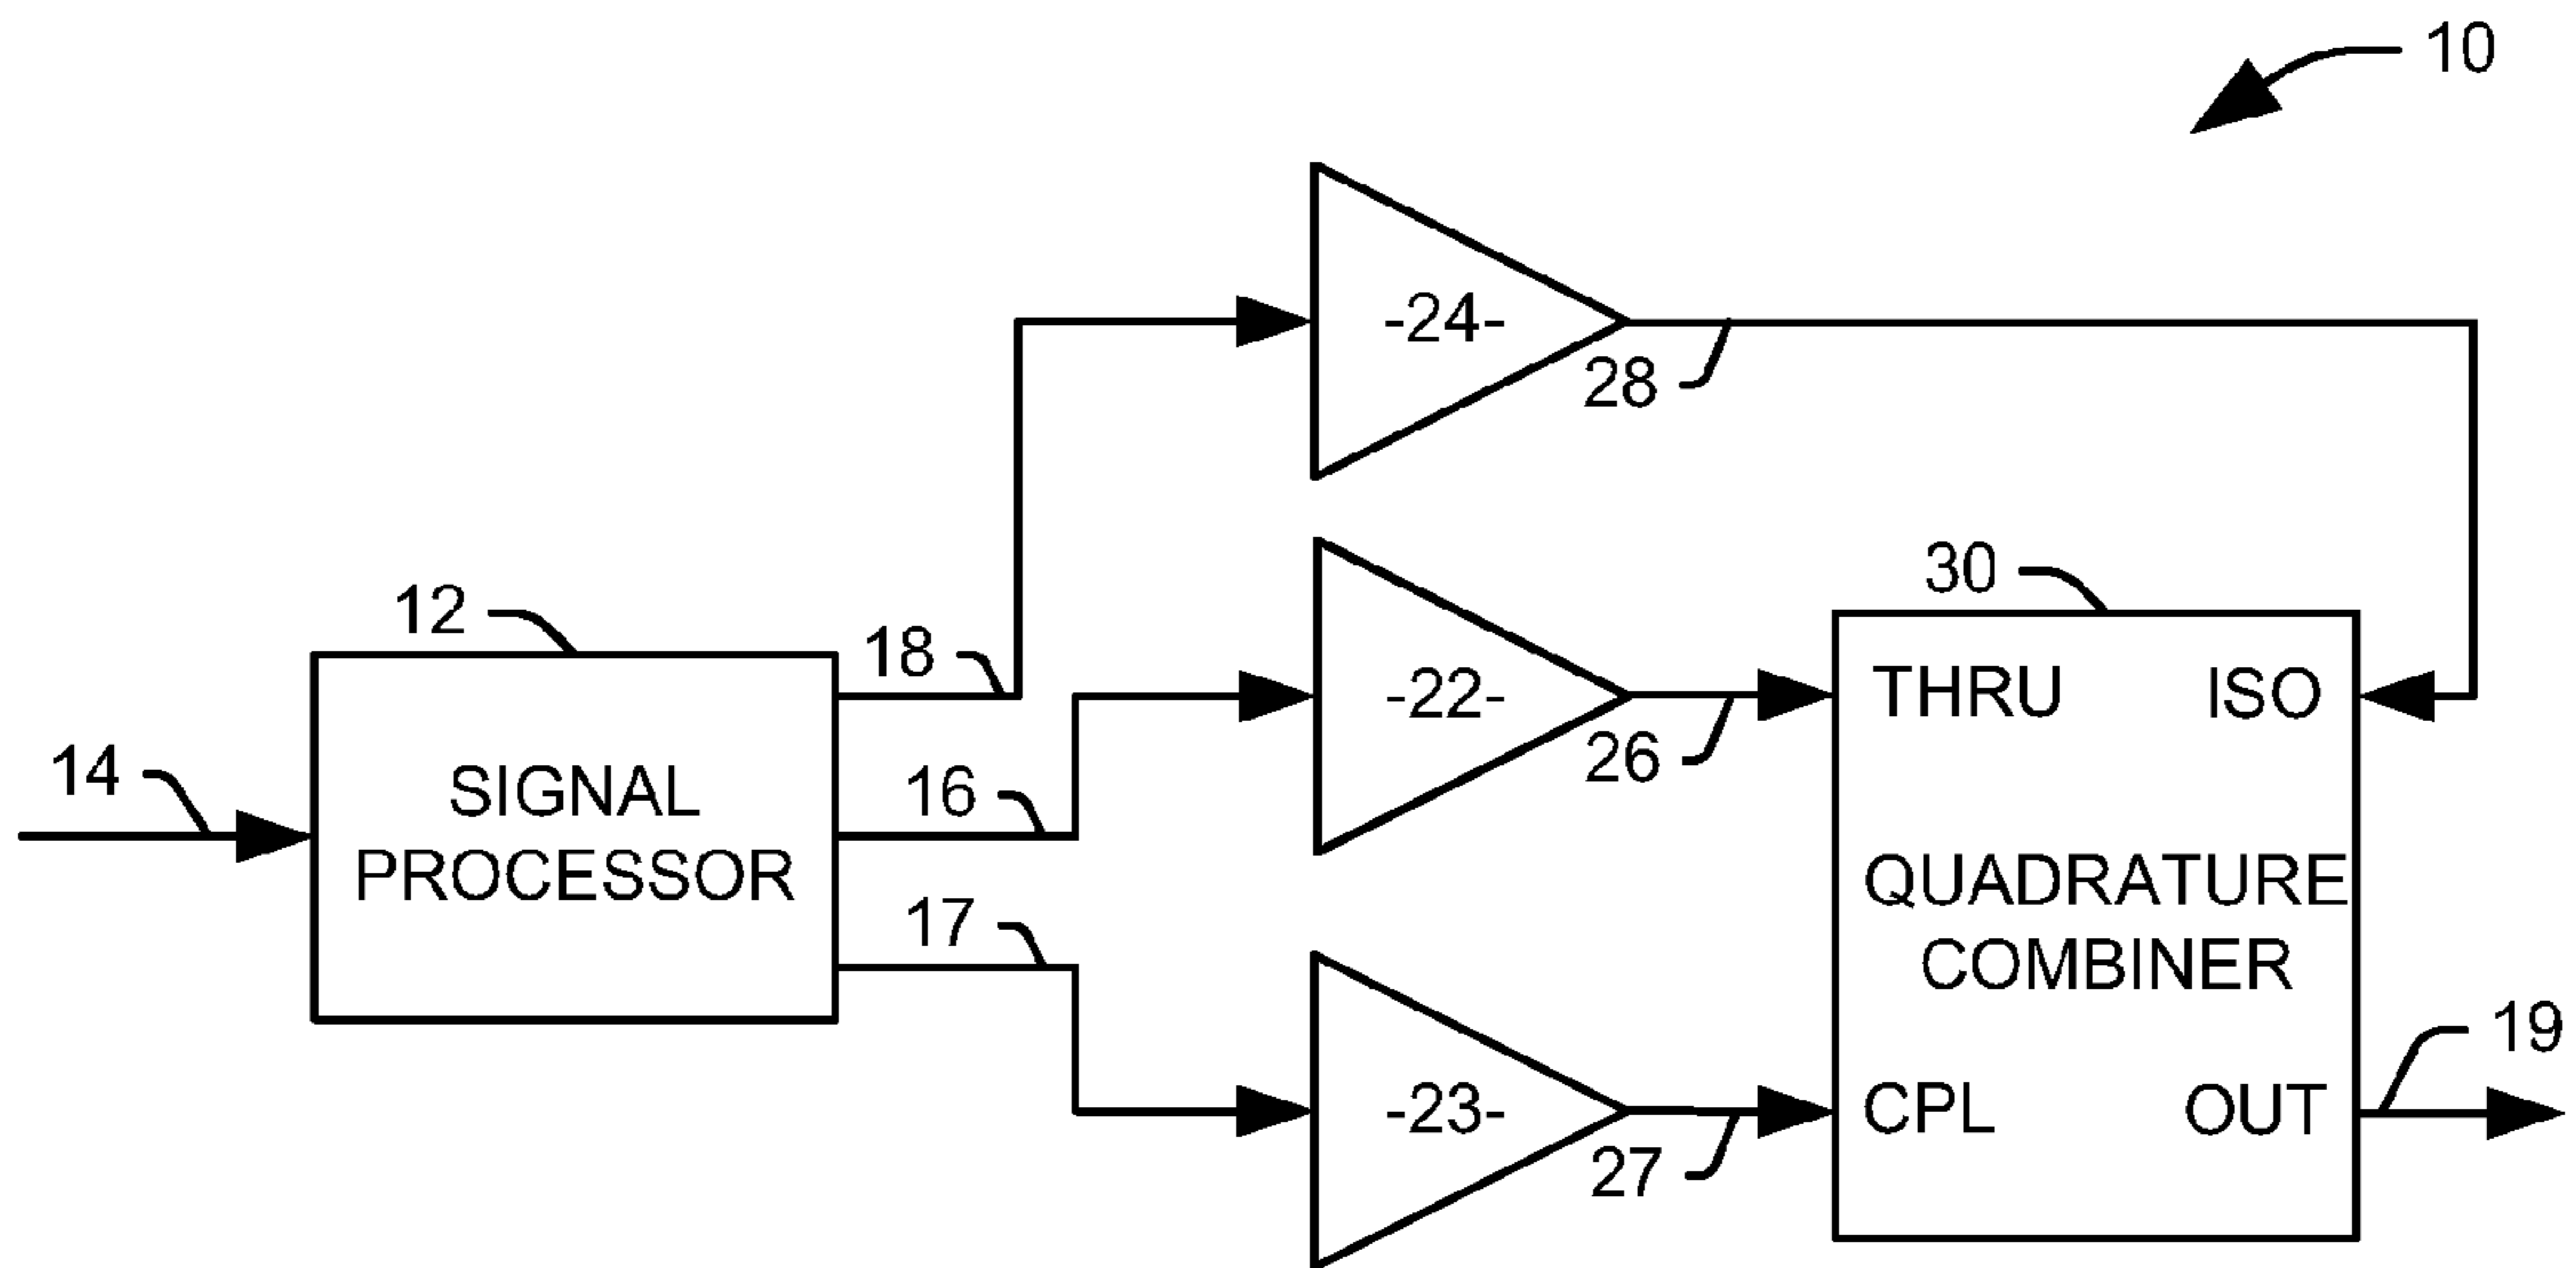 10
-24-
28
30
12
18
-22-
THRU ISO
26
14
SIGNAL
PROCESSOR
16
QUADRATURE
COMBINER
17
19
-23-
CPL OUT
27